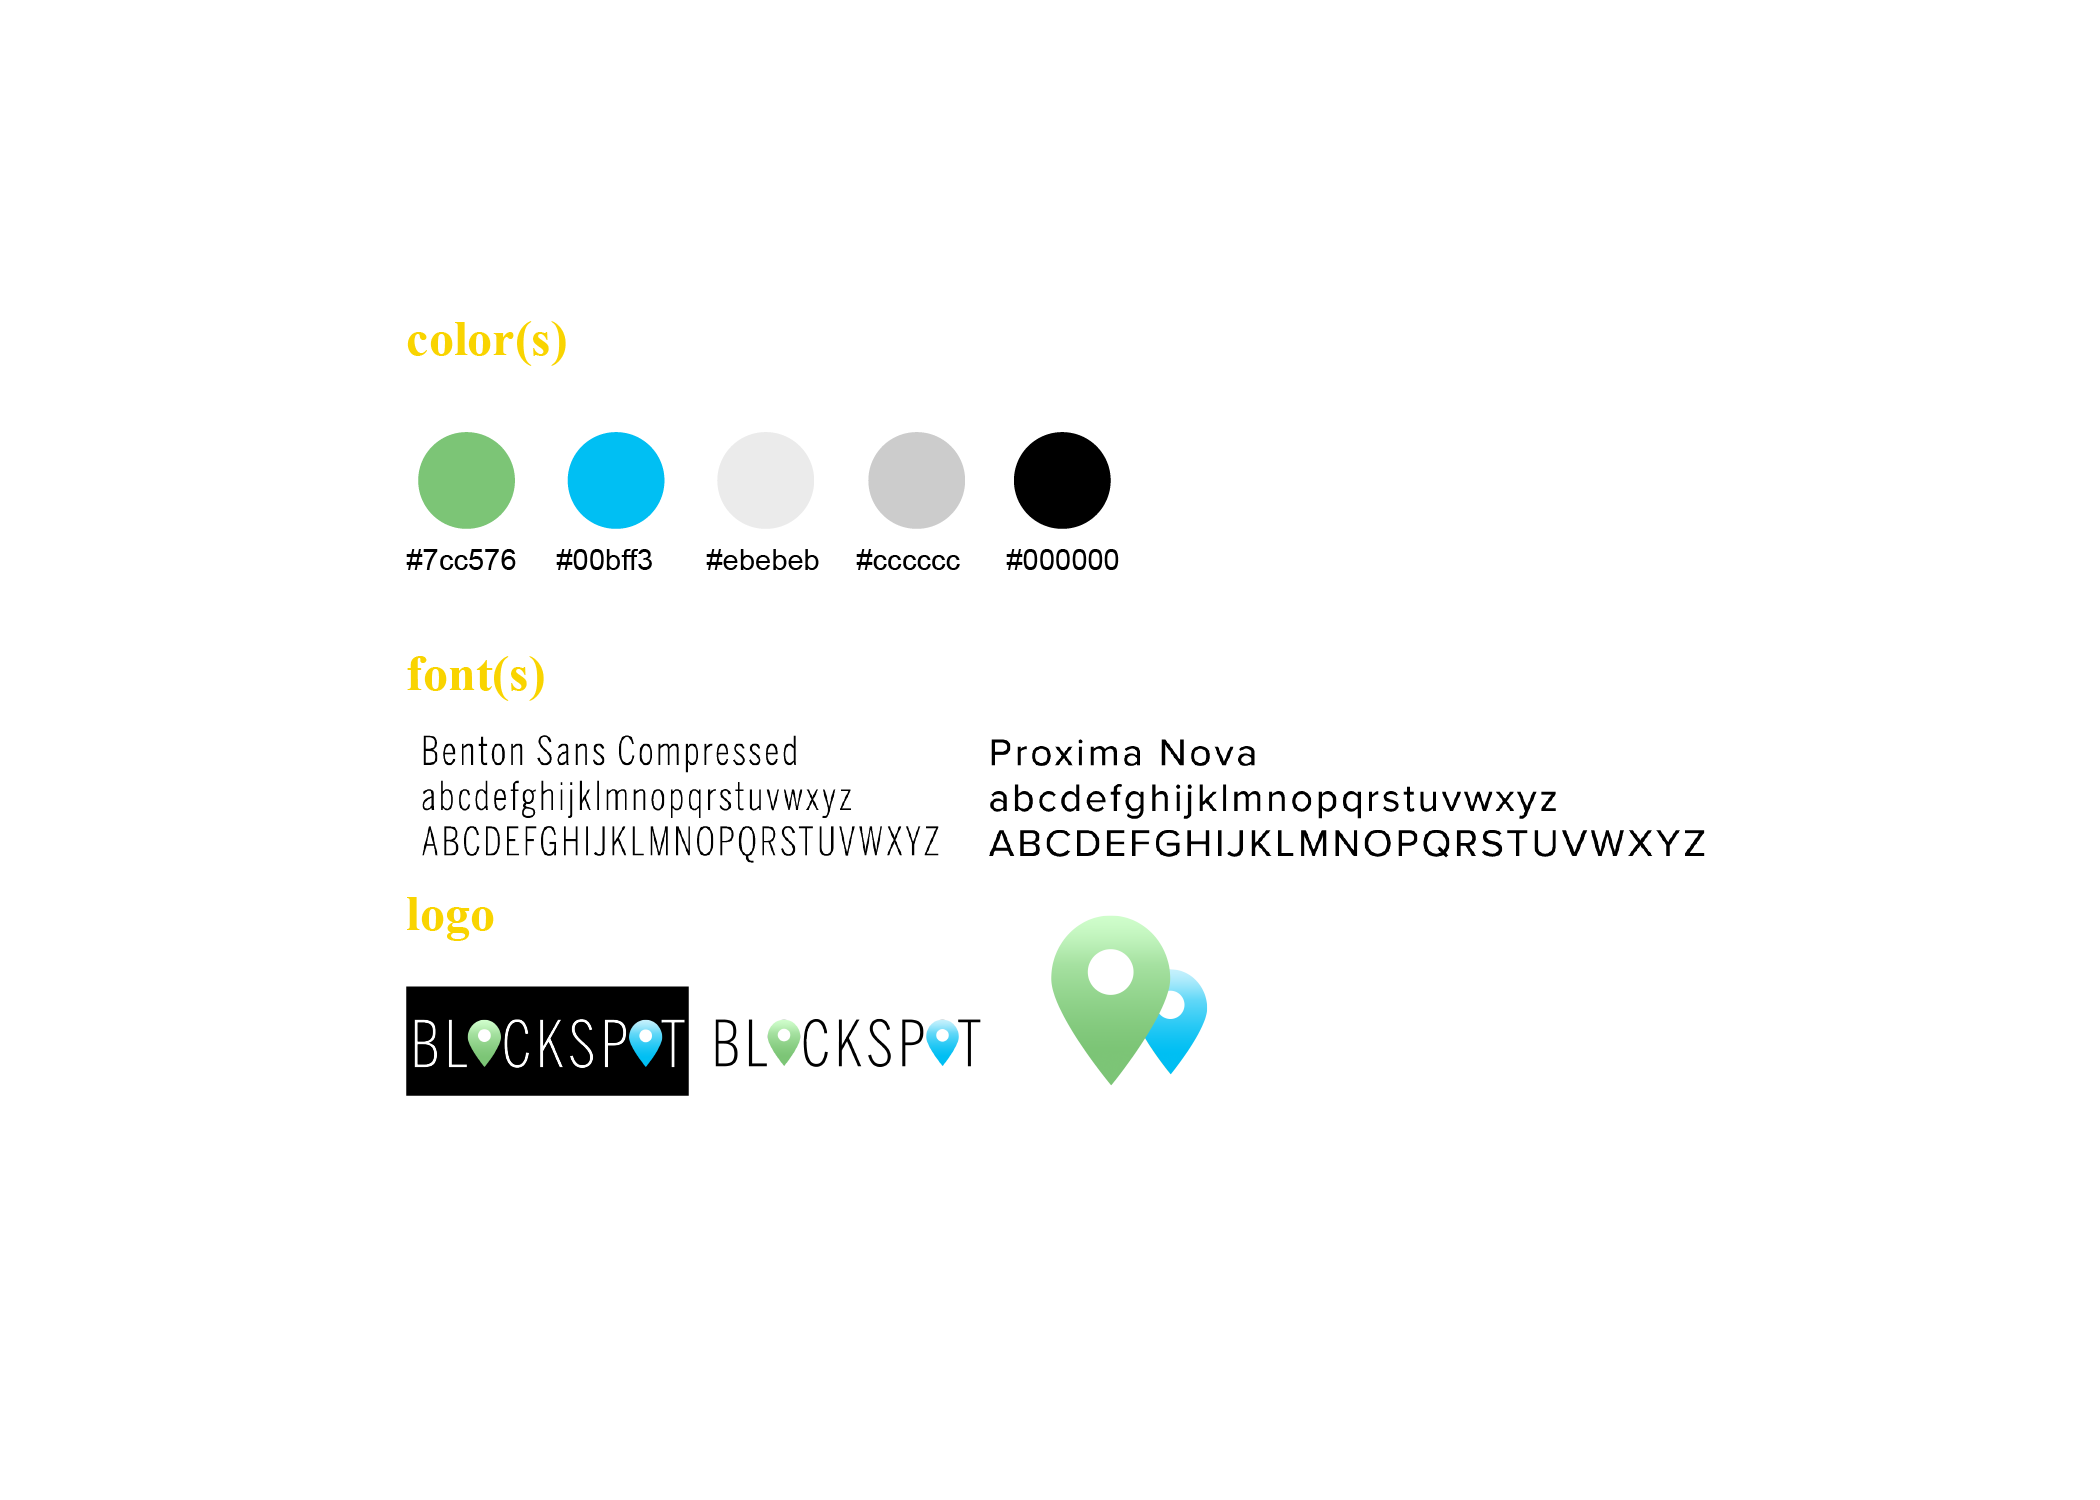 color(s)
#7cc576 #00bff3 #ebebeb #cccccc #000000
font(s)
Benton Sans Compressed
abcdefghijklmnopqrstuvwxyz
ABCDEFGHIJKLMNOPQRSTUVWXYZ
Proxima Nova
abcdefghijklmnopqrstuvwxyz
ABCDEFGHIJKLMNOPQRSTUVWXYZ
logo
BLOCKSPOT
BLOCKSPOT